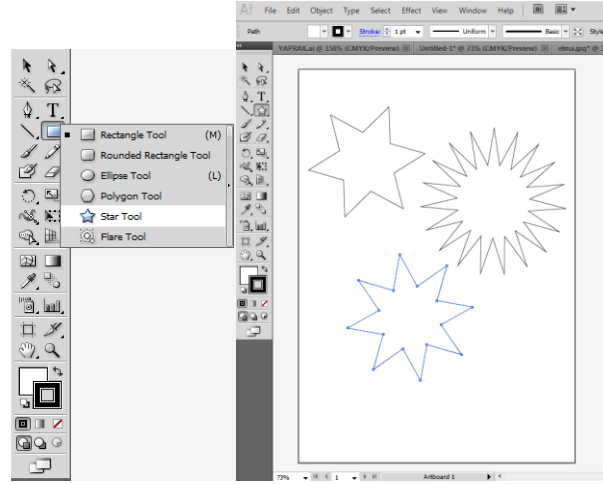 Rectangle Tool (M)
Rounded Rectangle Tool
Ellipse Tool (L)
Polygon Tool
Star Tool
Flare Tool
Ai File Edit Object Type Select Effect View Window Help Br
Path Stroke: 1 pt Uniform Basic Style
YAPRAK.ai @ 150% (CMYK/Preview) Untitled-1* @ 73% (CMYK/Preview) elma.jpg*
73% 1 Artboard 1